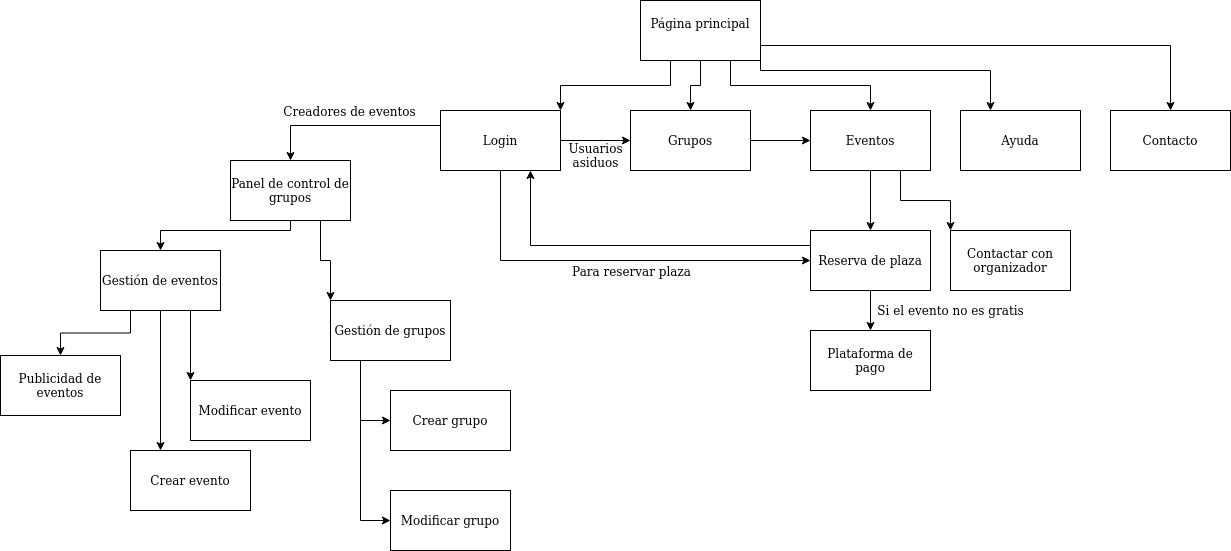 Página principal
Creadores de eventos
Login
Usuarios
asiduos
Grupos
Eventos
Ayuda
Contacto
Panel de control de
grupos
Gestión de eventos
Para reservar plaza
Reserva de plaza
Contactar con
organizador
Gestión de grupos
Si el evento no es gratis
Plataforma de
pago
Publicidad de
eventos
Modificar evento
Crear grupo
Crear evento
Modificar grupo